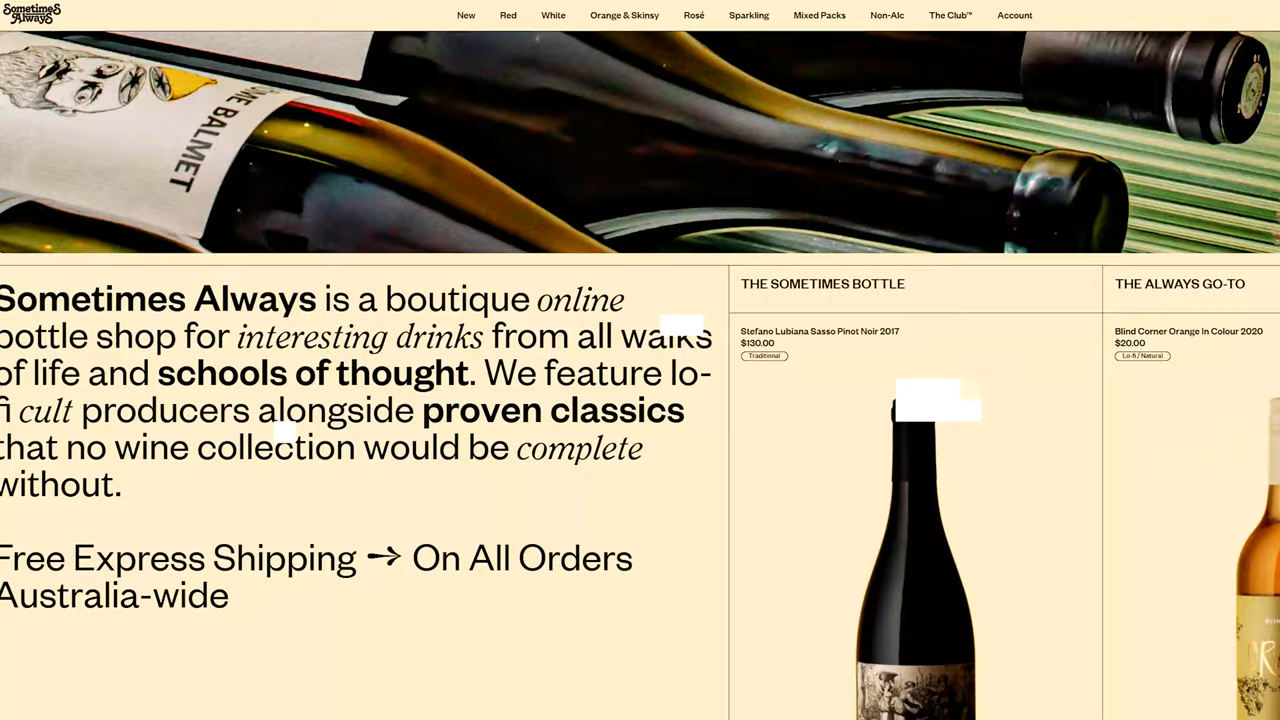 Sometimes
Always
New Red White Orange & Skinsy Rosé Sparkling Mixed Packs Non-Alc The Club™ Account
ÜME BALMET
Sometimes Always is a boutique online
bottle shop for interesting drinks from all walks
of life and schools of thought. We feature lo-
fi cult producers alongside proven classics
that no wine collection would be complete
without.
Free Express Shipping → On All Orders
Australia-wide
THE SOMETIMES BOTTLE
Stefano Lubiana Sasso Pinot Noir 2017
$130.00
Traditional
THE ALWAYS GO-TO
Blind Corner Orange In Colour 2020
$20.00
Lo-fi / Natural